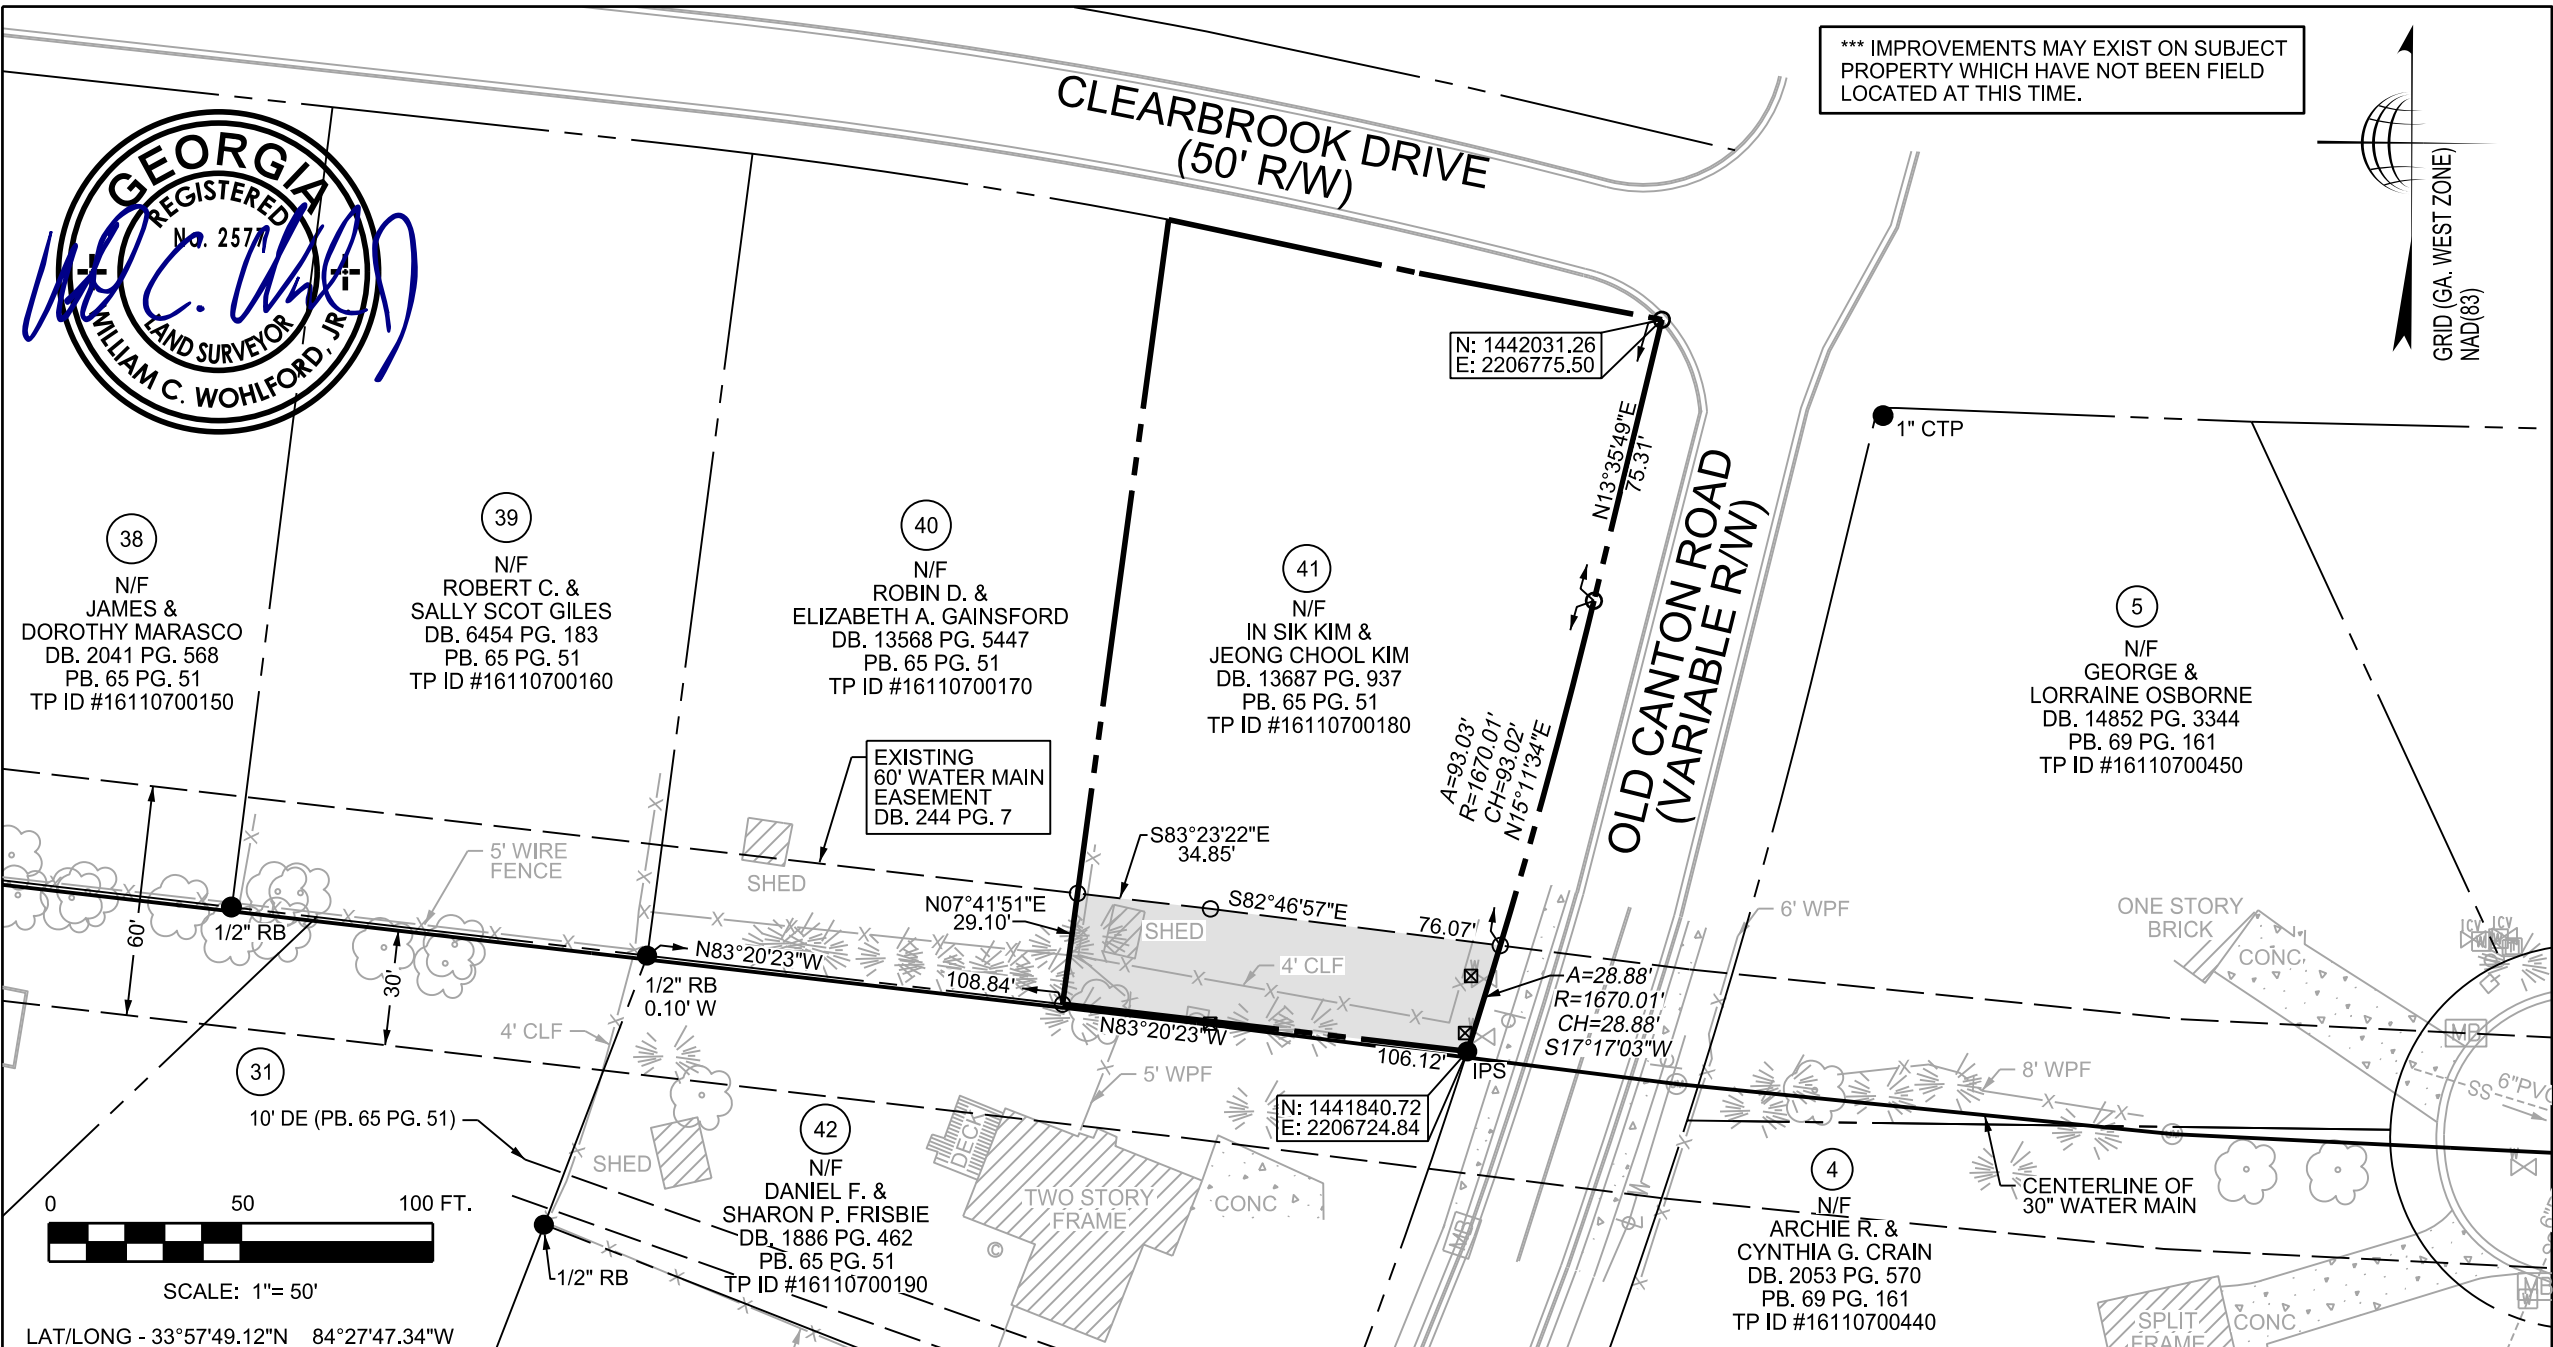 *** IMPROVEMENTS MAY EXIST ON SUBJECT
PROPERTY WHICH HAVE NOT BEEN FIELD
LOCATED AT THIS TIME.
GRID (GA. WEST ZONE)
NAD(83)
CLEARBROOK DRIVE
(50' R/W)
GEORGIA
REGISTERED
No. 2577
LAND SURVEYOR
WILLIAM C. WOHLFORD, JR.
N: 1442031.26
E: 2206775.50
N13°35'49"E
75.31'
1" CTP
OLD CANTON ROAD
(VARIABLE R/W)
38
N/F
JAMES &
DOROTHY MARASCO
DB. 2041 PG. 568
PB. 65 PG. 51
TP ID #16110700150
39
N/F
ROBERT C. &
SALLY SCOT GILES
DB. 6454 PG. 183
PB. 65 PG. 51
TP ID #16110700160
40
N/F
ROBIN D. &
ELIZABETH A. GAINSFORD
DB. 13568 PG. 5447
PB. 65 PG. 51
TP ID #16110700170
41
N/F
IN SIK KIM &
JEONG CHOOL KIM
DB. 13687 PG. 937
PB. 65 PG. 51
TP ID #16110700180
5
N/F
GEORGE &
LORRAINE OSBORNE
DB. 14852 PG. 3344
PB. 69 PG. 161
TP ID #16110700450
A=93.03'
R=1670.01'
CH=93.02'
N15°11'34"E
EXISTING
60' WATER MAIN
EASEMENT
DB. 244 PG. 7
S83°23'22"E
34.85'
5' WIRE
FENCE
SHED
N07°41'51"E
29.10'
S82°46'57"E
76.07'
SHED
6' WPF
ONE STORY
BRICK
CONC
60'
1/2" RB
30'
N83°20'23"W
108.84'
4' CLF
1/2" RB
0.10' W
A=28.88'
R=1670.01'
CH=28.88'
S17°17'03"W
N83°20'23"W
106.12'
IPS
4' CLF
31
5' WPF
8' WPF
MB
SS
6"PVC
10' DE (PB. 65 PG. 51)
N: 1441840.72
E: 2206724.84
42
N/F
DANIEL F. &
SHARON P. FRISBIE
DB. 1886 PG. 462
PB. 65 PG. 51
TP ID #16110700190
SHED
DECK
TWO STORY
FRAME
CONC
MB
4
N/F
ARCHIE R. &
CYNTHIA G. CRAIN
DB. 2053 PG. 570
PB. 69 PG. 161
TP ID #16110700440
CENTERLINE OF
30" WATER MAIN
0 50 100 FT.
SCALE: 1"= 50'
1/2" RB
LAT/LONG - 33°57'49.12"N 84°27'47.34"W
SPLIT
FRAME
CONC
MB